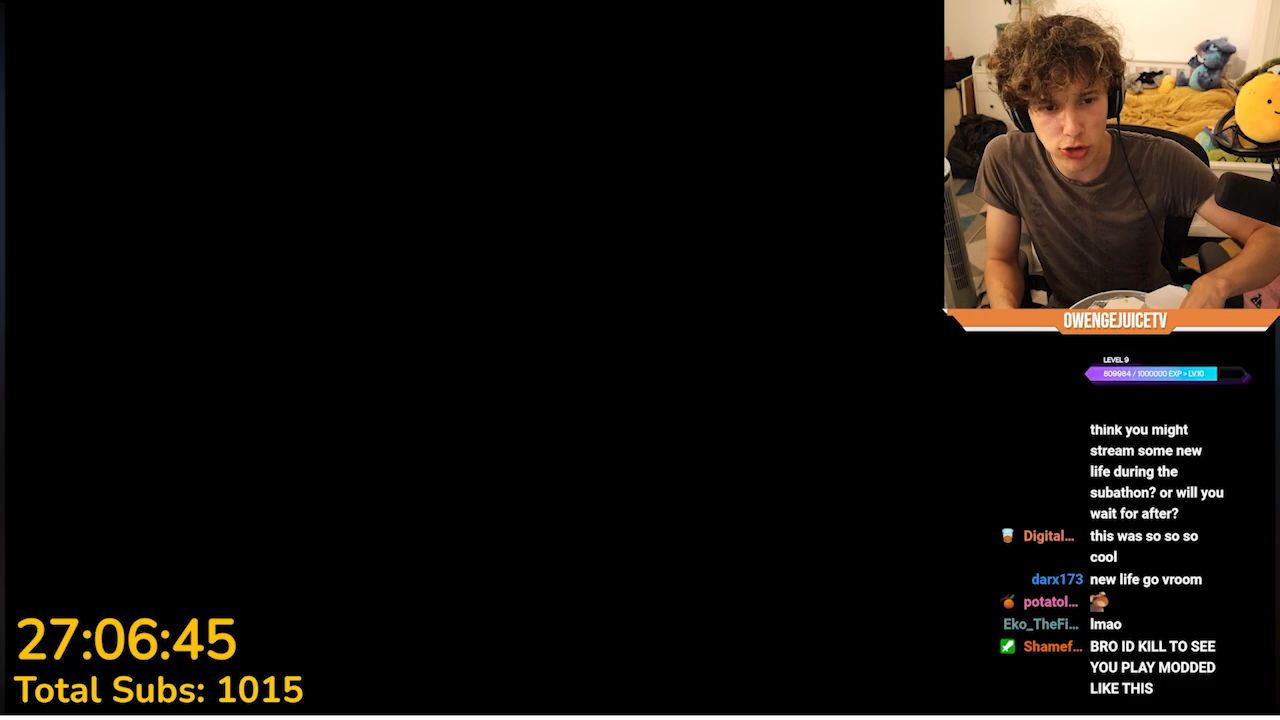 OWENGEJUICETV
LEVEL 9
809984 / 1000000 EXP > LV.10
think you might
stream some new
life during the
subathon? or will you
wait for after?
Digital... this was so so so
cool
darx173 new life go vroom
potatol...
Eko_TheFi... lmao
Shamef... BRO ID KILL TO SEE
YOU PLAY MODDED
LIKE THIS
27:06:45
Total Subs: 1015